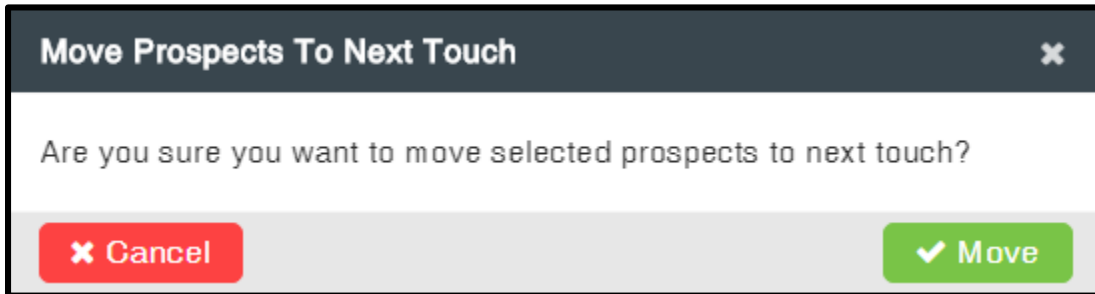 Move Prospects To Next Touch
Are you sure you want to move selected prospects to next touch?
Cancel
Move